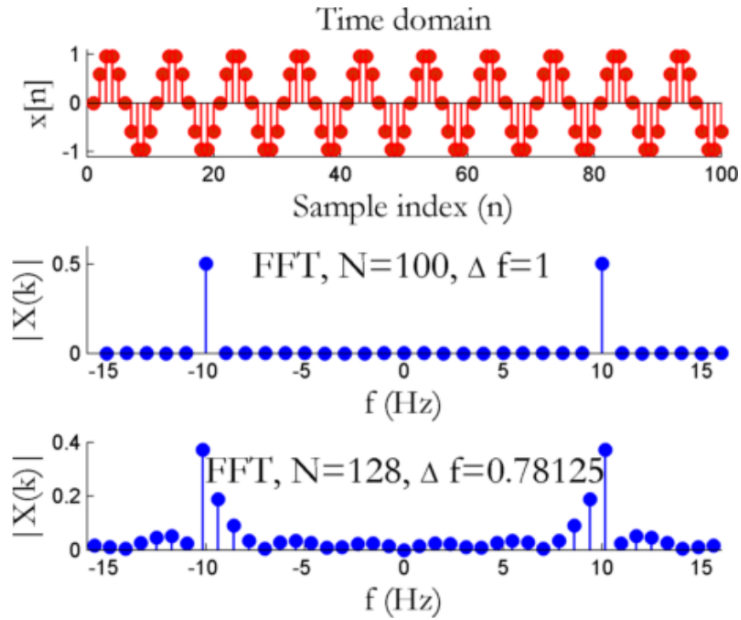 Time domain
x[n]
1
0
-1
0 20 40 60 80 100
Sample index (n)
|X(k)|
0.5
0
FFT, N=100, Δ f=1
-15 -10 -5 0 5 10 15
f (Hz)
|X(k)|
0.4
0.2
0
FFT, N=128, Δ f=0.78125
-15 -10 -5 0 5 10 15
f (Hz)